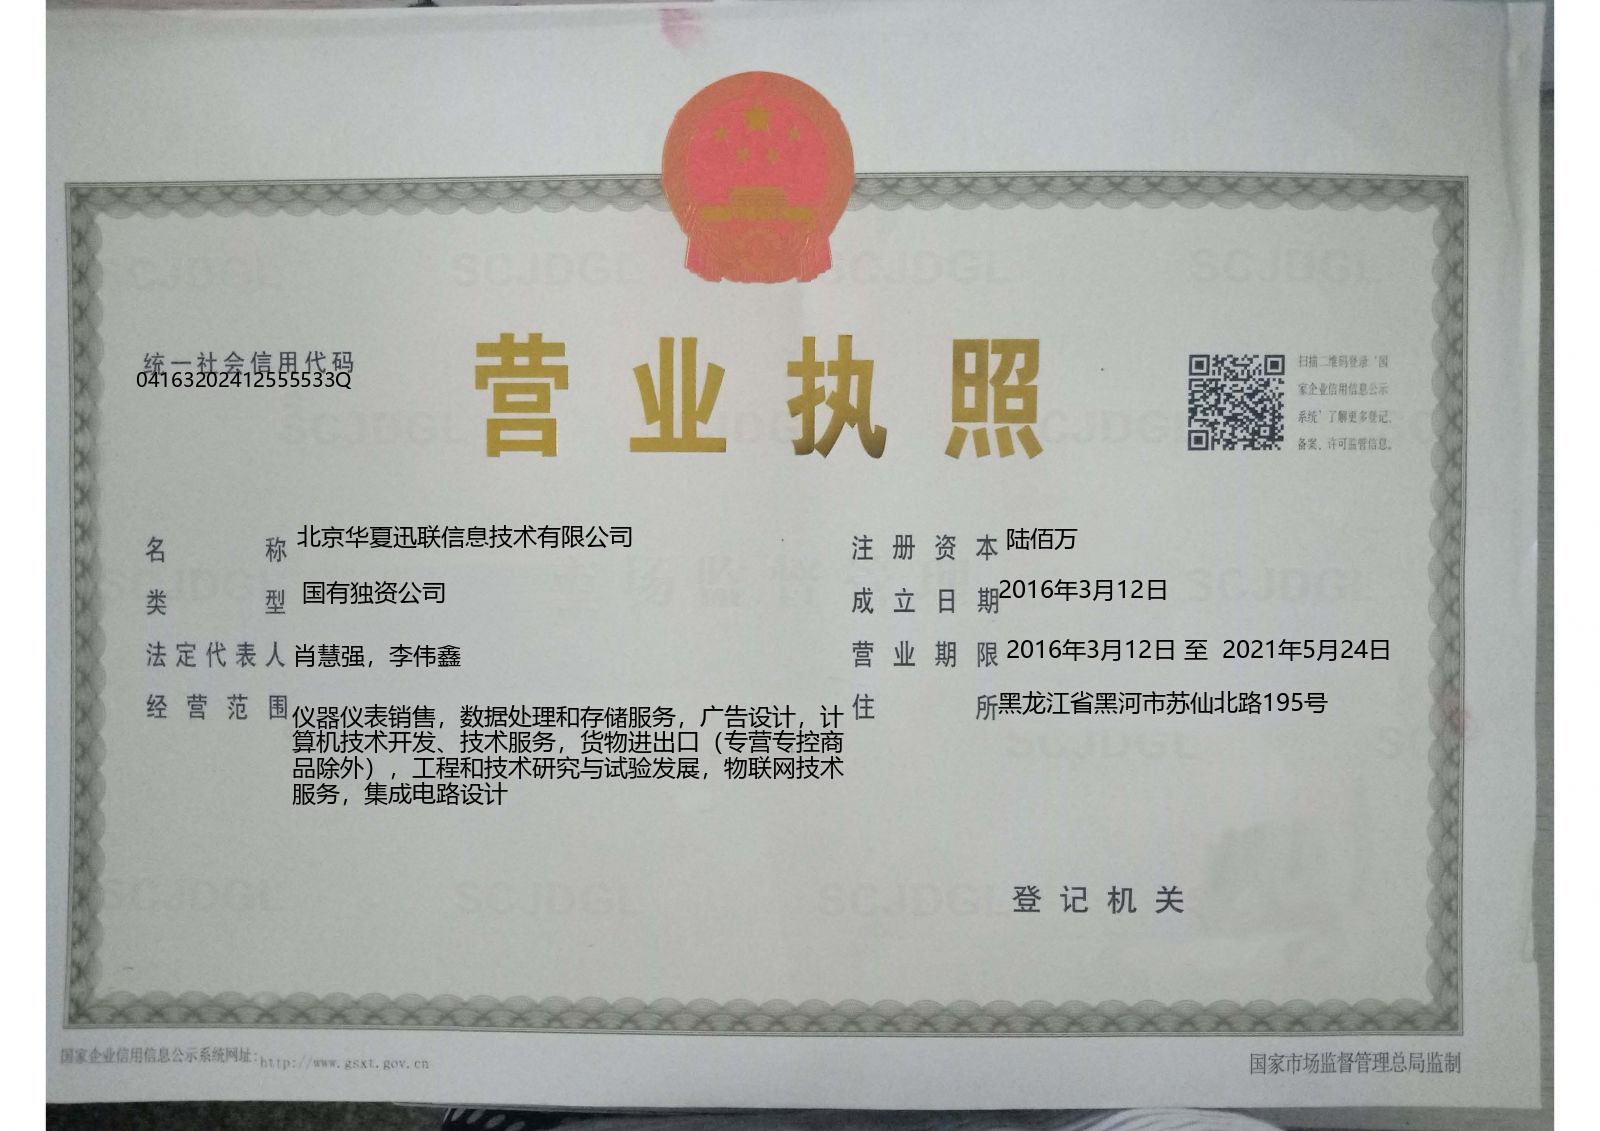 统一社会信用代码
04163202412555533Q
营业执照
扫描二维码登录‘国
家企业信用信息公示
系统’了解更多登记、
备案、许可监管信息。
名称 北京华夏迅联信息技术有限公司
类型 国有独资公司
法定代表人 肖慧强，李伟鑫
经营范围 仪器仪表销售，数据处理和存储服务，广告设计，计
算机技术开发、技术服务，货物进出口（专营专控商
品除外），工程和技术研究与试验发展，物联网技术
服务，集成电路设计
注册资本 陆佰万
成立日期 2016年3月12日
营业期限 2016年3月12日 至 2021年5月24日
住所 黑龙江省黑河市苏仙北路195号
登记机关
国家企业信用信息公示系统网址: http://www.gsxt.gov.cn
国家市场监督管理总局监制
SCJDGL